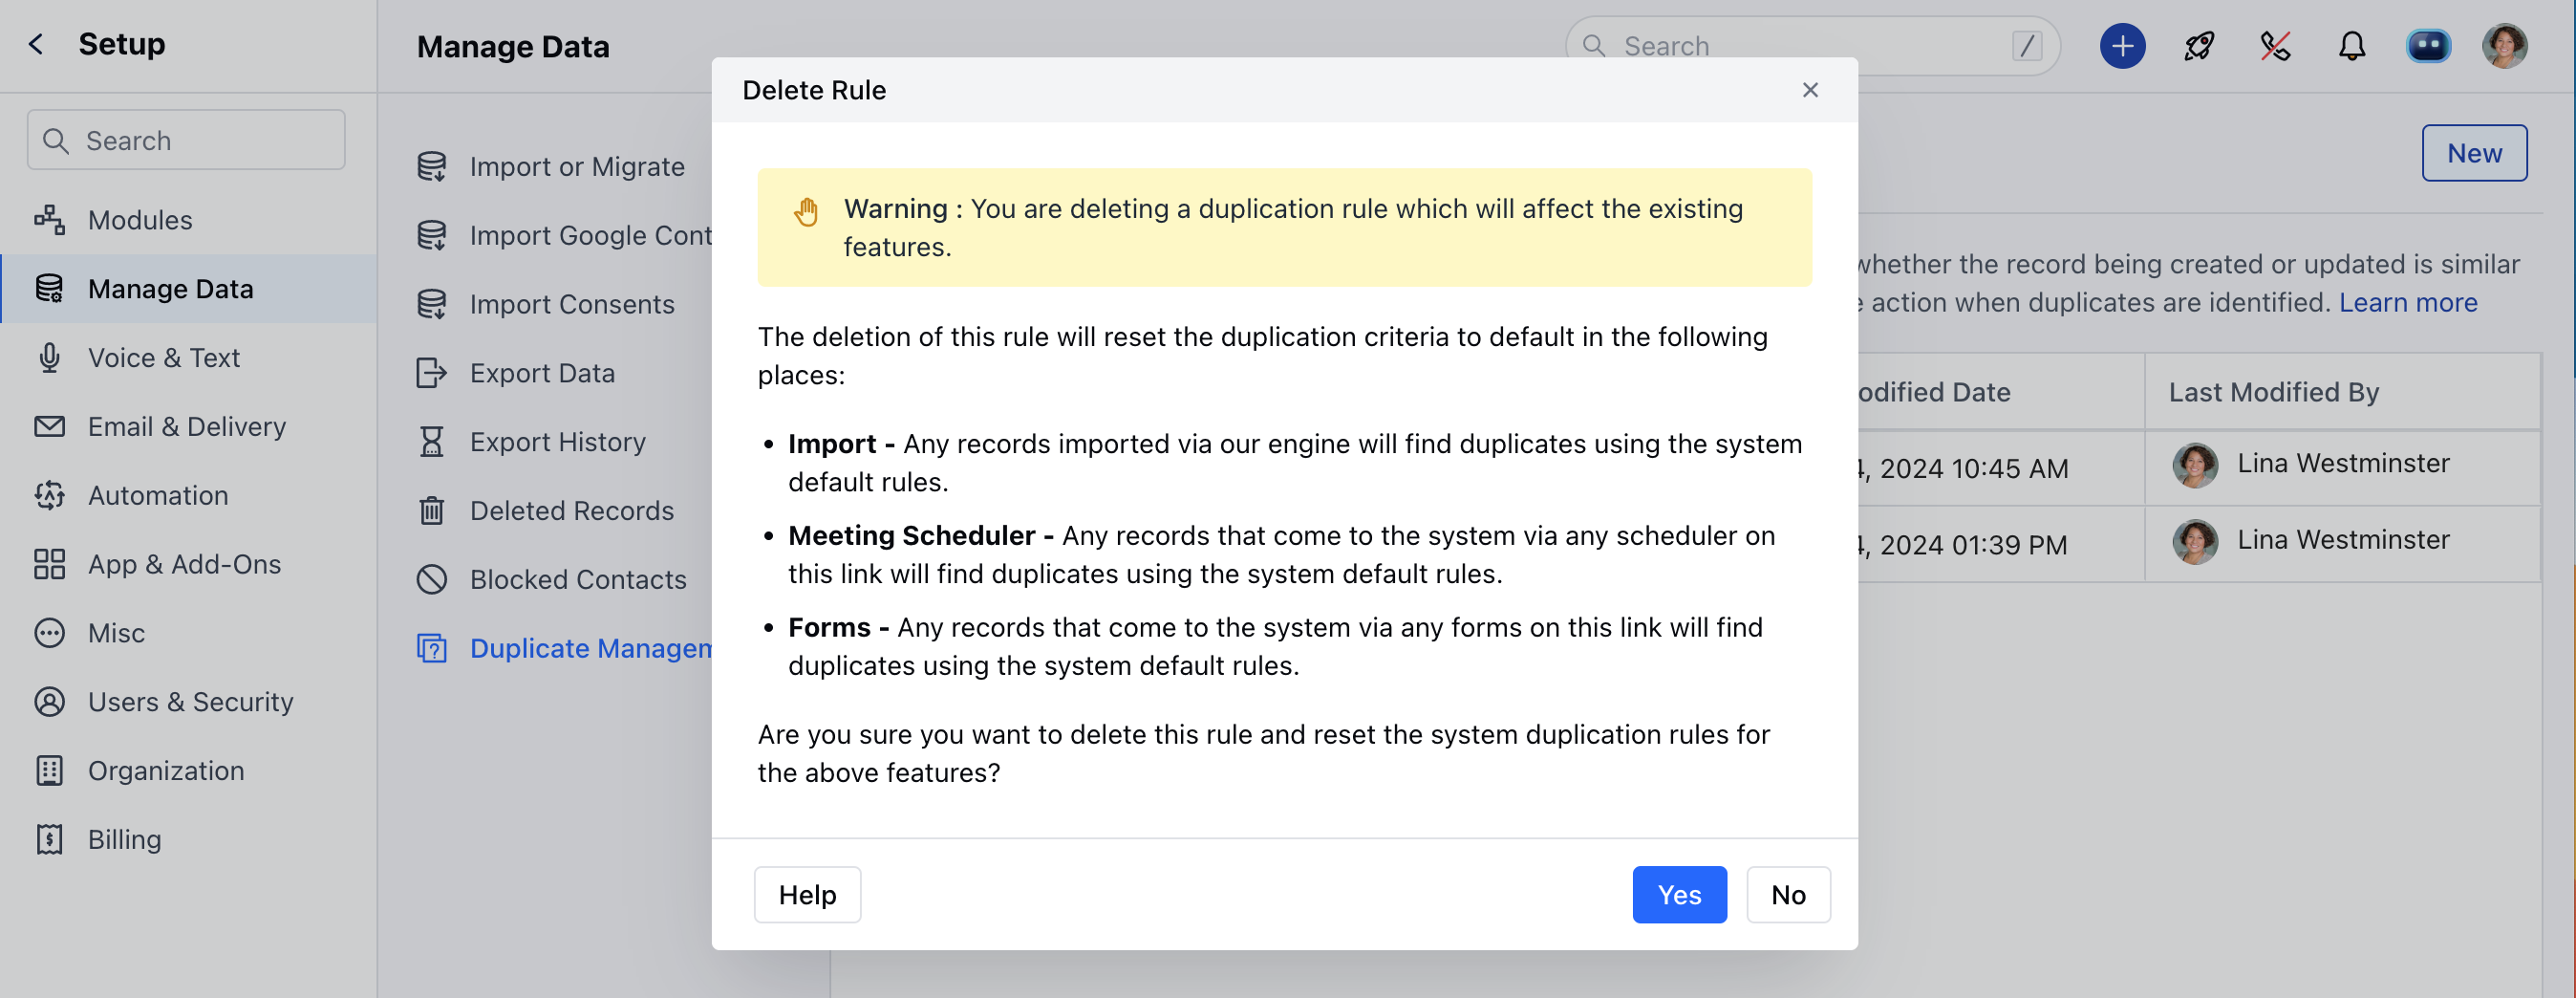 Setup
Search
Modules
Manage Data
Voice & Text
Email & Delivery
Automation
App & Add-Ons
Misc
Users & Security
Organization
Billing
Manage Data
Import or Migrate
Import Google Cont
Import Consents
Export Data
Export History
Deleted Records
Blocked Contacts
Duplicate Managem
Search /
New
whether the record being created or updated is similar
action when duplicates are identified. Learn more
odified Date Last Modified By
4, 2024 10:45 AM Lina Westminster
4, 2024 01:39 PM Lina Westminster
Delete Rule
Warning : You are deleting a duplication rule which will affect the existing
features.
The deletion of this rule will reset the duplication criteria to default in the following
places:
• Import - Any records imported via our engine will find duplicates using the system
default rules.
• Meeting Scheduler - Any records that come to the system via any scheduler on
this link will find duplicates using the system default rules.
• Forms - Any records that come to the system via any forms on this link will find
duplicates using the system default rules.
Are you sure you want to delete this rule and reset the system duplication rules for
the above features?
Help Yes No